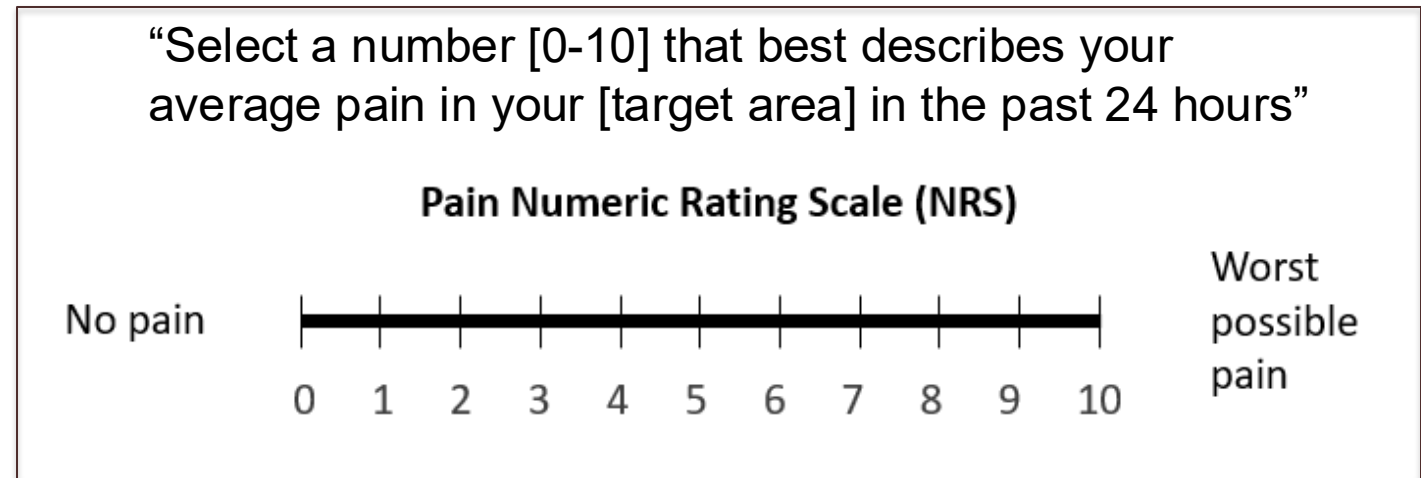 “Select a number [0-10] that best describes your
average pain in your [target area] in the past 24 hours”
Pain Numeric Rating Scale (NRS)
No pain
Worst
possible
pain
0 1 2 3 4 5 6 7 8 9 10